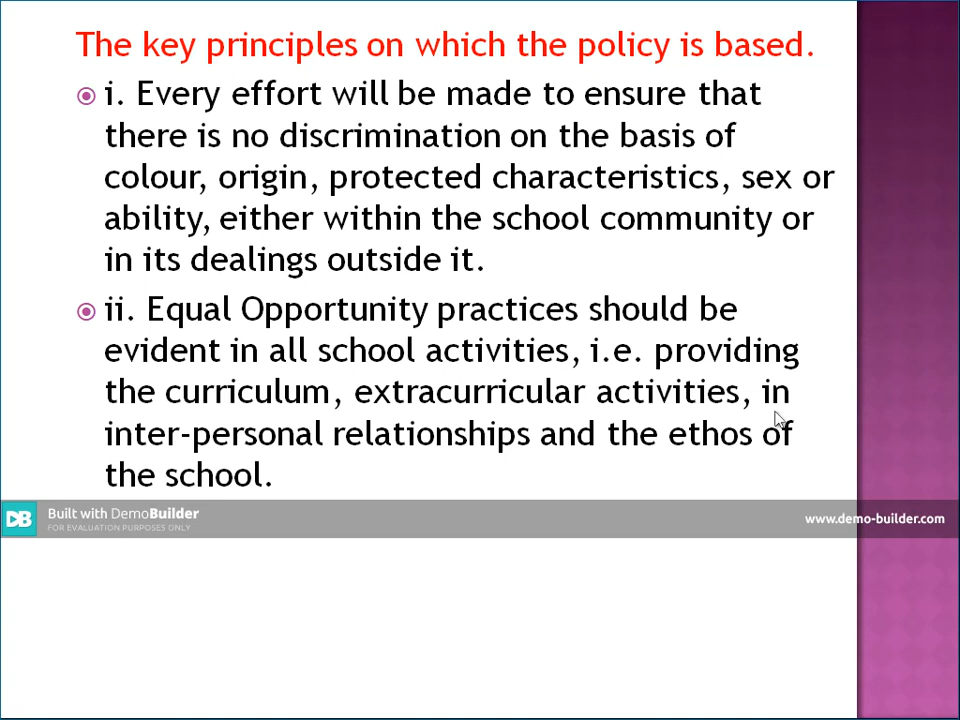 The key principles on which the policy is based.
i. Every effort will be made to ensure that
there is no discrimination on the basis of
colour, origin, protected characteristics, sex or
ability, either within the school community or
in its dealings outside it.
ii. Equal Opportunity practices should be
evident in all school activities, i.e. providing
the curriculum, extracurricular activities, in
inter-personal relationships and the ethos of
the school.
DB
Built with DemoBuilder
FOR EVALUATION PURPOSES ONLY
www.demo-builder.com